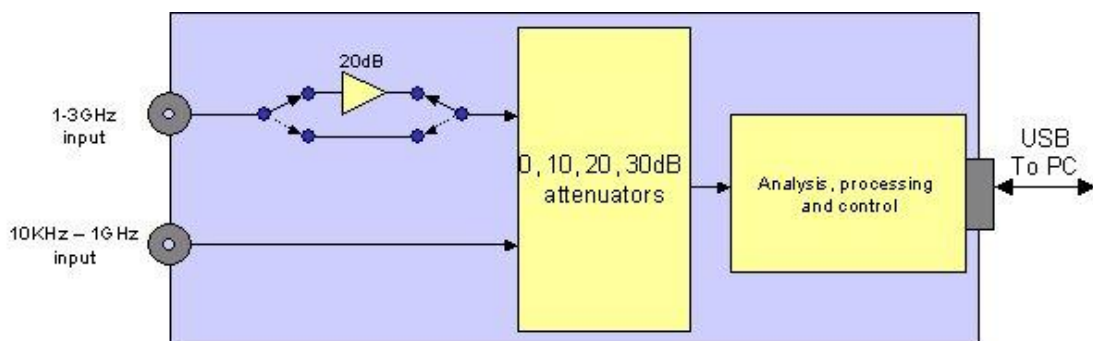 20dB
1-3GHz
input
0, 10, 20, 30dB
attenuators
Analysis, processing
and control
USB
To PC
10KHz – 1GHz
input